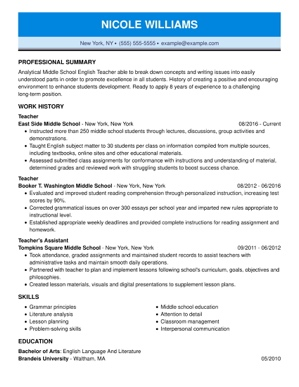 NICOLE WILLIAMS
New York, NY • (555) 555-5555 • example@example.com
PROFESSIONAL SUMMARY
Analytical Middle School English Teacher able to break down concepts and writing issues into easily
understood parts in order to promote excellence in all students. History of creating a positive and encouraging
environment to enhance students development. Ready to apply 8 years of experience to a challenging
long-term position.
WORK HISTORY
Teacher
East Side Middle School - New York, New York 08/2016 - Current
• Instructed more than 250 middle school students through lectures, discussions, group activities and
demonstrations.
• Taught English subject matter to 30 students per class on information compiled from multiple sources,
including textbooks, online sites and other educational materials.
• Assessed submitted class assignments for conformance with instructions and understanding of material,
determined grades and reviewed work with struggling students to boost success chances.
Teacher
Booker T. Washington Middle School - New York, New York 08/2012 - 06/2016
• Evaluated and improved student reading comprehension through personalized instruction, increasing test
scores by 90%.
• Corrected grammatical issues on over 300 essays per school year and imparted new rules appropriate to
instructional level.
• Established appropriate weekly deadlines and provided complete instructions for reading assignment and
homework.
Teacher's Assistant
Tompkins Square Middle School - New York, New York 09/2011 - 06/2012
• Took attendance, graded assignments and maintained student records to assist teachers with
administrative tasks and maintain smooth daily operations.
• Partnered with teacher to plan and implement lessons following school's curriculum, goals, objectives and
philosophies.
• Created lesson materials, visuals and digital presentations to supplement lesson plans.
SKILLS
• Grammar principles • Middle school education
• Literature analysis • Attention to detail
• Lesson planning • Classroom management
• Problem-solving skills • Interpersonal communication
EDUCATION
Bachelor of Arts: English Language And Literature
Brandeis University - Waltham, MA 05/2010